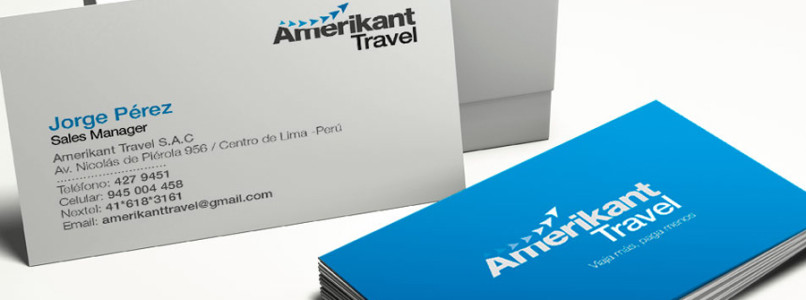 Amerikant
Travel
Jorge Pérez
Sales Manager
Amerikant Travel S.A.C
Av. Nicolás de Piérola 956 / Centro de Lima -Perú
Teléfono: 427 9451
Celular: 945 004 458
Nextel: 41*618*3161
Email: amerikanttravel@gmail.com
Amerikant
Travel
Viaja más, paga menos